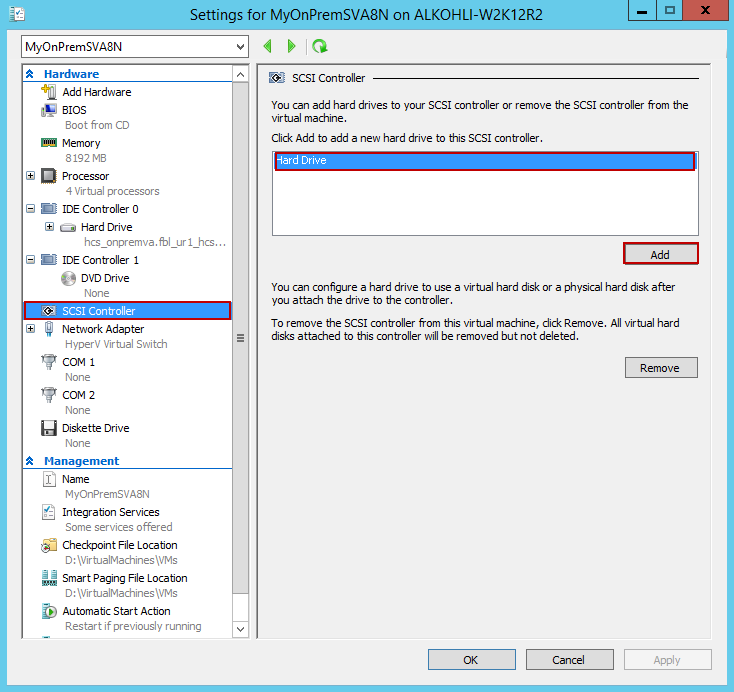 Settings for MyOnPremSVA8N on ALKOHLI-W2K12R2
MyOnPremSVA8N
Hardware
Add Hardware
BIOS
Boot from CD
Memory
8192 MB
Processor
4 Virtual processors
IDE Controller 0
Hard Drive
hcs_onpremva.fbl_ur1_hcs...
IDE Controller 1
DVD Drive
None
SCSI Controller
Network Adapter
HyperV Virtual Switch
COM 1
None
COM 2
None
Diskette Drive
None
Management
Name
MyOnPremSVA8N
Integration Services
Some services offered
Checkpoint File Location
D:\VirtualMachines\VMs
Smart Paging File Location
D:\VirtualMachines\VMs
Automatic Start Action
Restart if previously running
SCSI Controller
You can add hard drives to your SCSI controller or remove the SCSI controller from the
virtual machine.
Click Add to add a new hard drive to this SCSI controller.
Hard Drive
Add
You can configure a hard drive to use a virtual hard disk or a physical hard disk after
you attach the drive to the controller.
To remove the SCSI controller from this virtual machine, click Remove. All virtual hard
disks attached to this controller will be removed but not deleted.
Remove
OK
Cancel
Apply